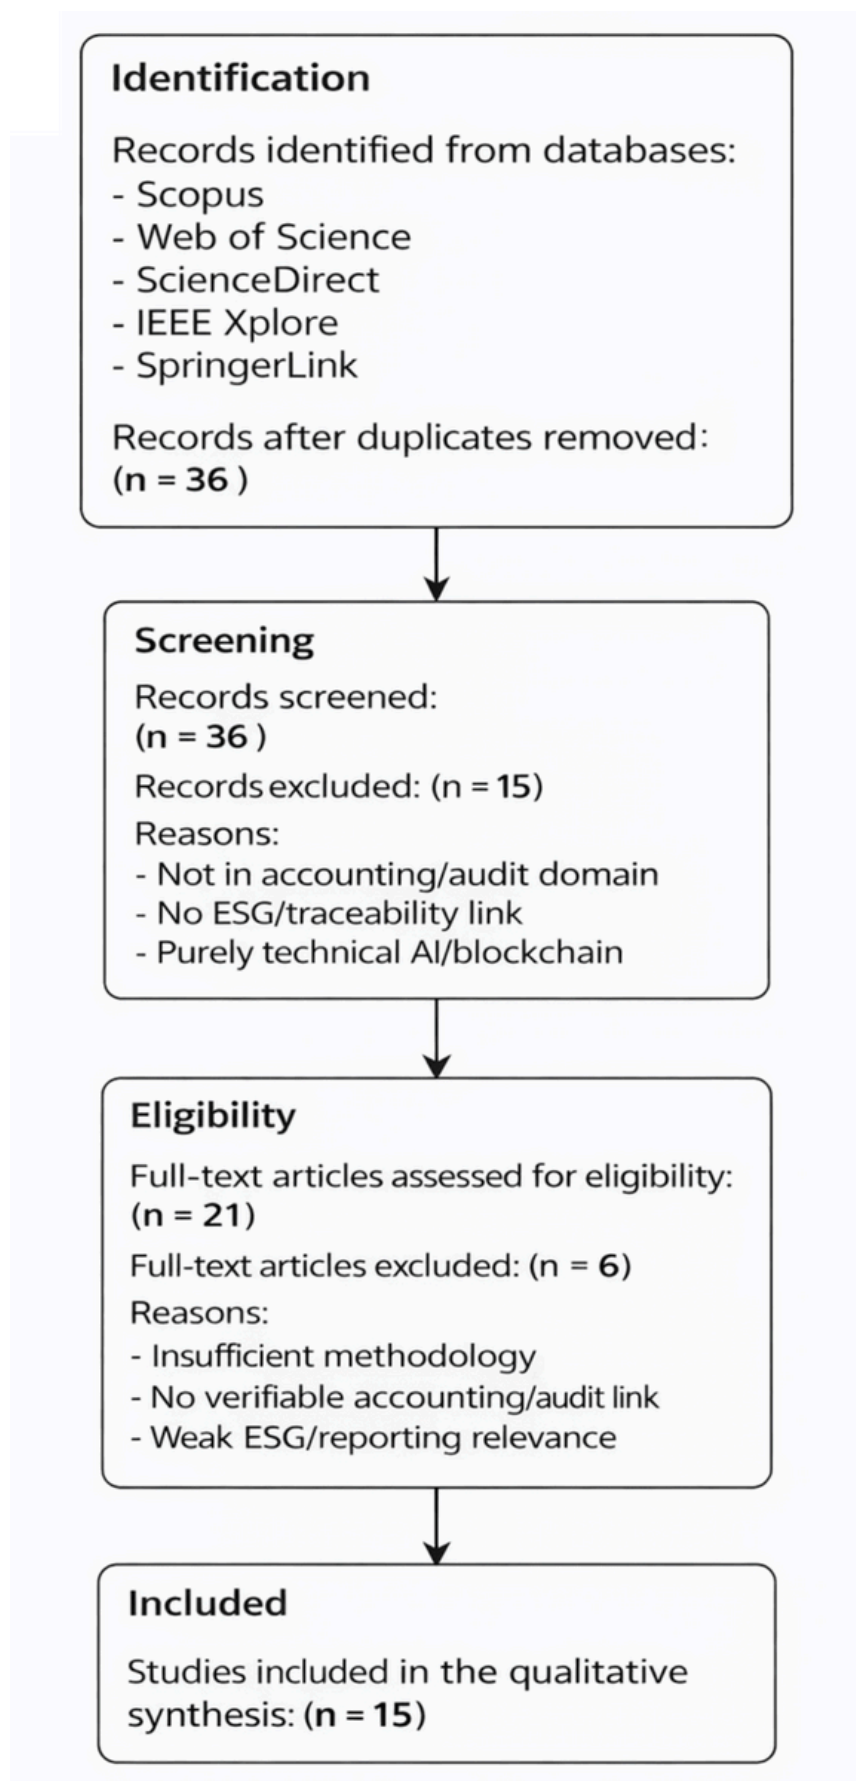 Identification
Records identified from databases:
- Scopus
- Web of Science
- ScienceDirect
- IEEE Xplore
- SpringerLink
Records after duplicates removed:
(n = 36 )
Screening
Records screened:
(n = 36 )
Records excluded: (n = 15)
Reasons:
- Not in accounting/audit domain
- No ESG/traceability link
- Purely technical AI/blockchain
Eligibility
Full-text articles assessed for eligibility:
(n = 21)
Full-text articles excluded: (n = 6)
Reasons:
- Insufficient methodology
- No verifiable accounting/audit link
- Weak ESG/reporting relevance
Included
Studies included in the qualitative
synthesis: (n = 15)